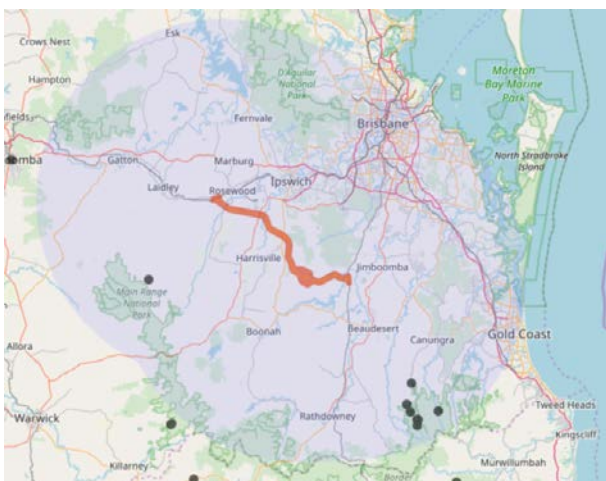 Crows Nest
Esk
Hampton
D'Aguilar
National
Park
Moreton
Bay Marine
Park
Fernvale
Brisbane
North Stradbroke
Island
Gatton
Marburg
Ipswich
Laidley
Rosewood
Harrisville
Jimboomba
Main Range
National
Park
Boonah
Beaudesert
Gold Coast
Allora
Canungra
Warwick
Rathdowney
Tweed Heads
Kingscliff
Killarney
Border
Murwillumbah